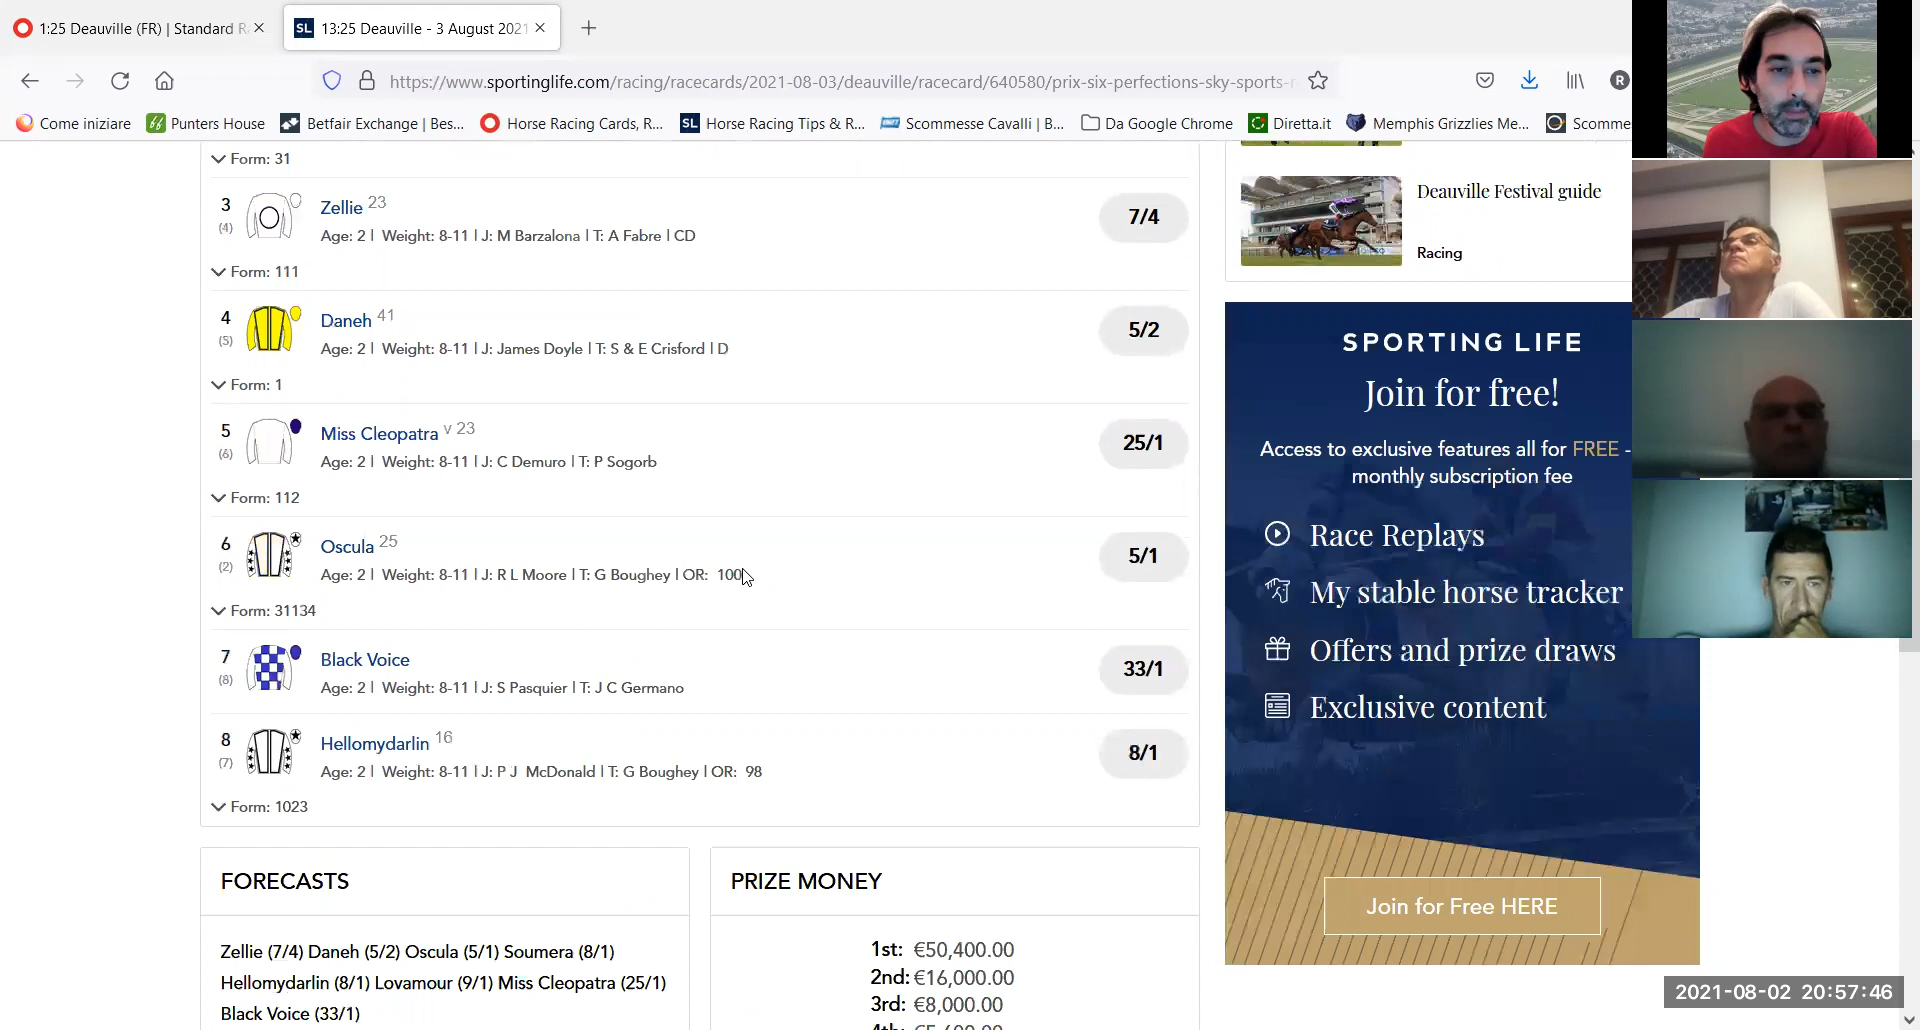 1:25 Deauville (FR) | Standard R
SL 13:25 Deauville - 3 August 2021
https://www.sportinglife.com/racing/racecards/2021-08-03/deauville/racecard/640580/prix-six-perfections-sky-sports-r
R
Come iniziare
Punters House
Betfair Exchange | Bes...
Horse Racing Cards, R...
SL Horse Racing Tips & R...
Scommesse Cavalli | B...
Da Google Chrome
Diretta.it
Memphis Grizzlies Me...
Scomme
Form: 31
3 Zellie 23 7/4
(4) Age: 2 | Weight: 8-11 | J: M Barzalona | T: A Fabre | CD
Form: 111
4 Daneh 41 5/2
(5) Age: 2 | Weight: 8-11 | J: James Doyle | T: S & E Crisford | D
Form: 1
5 Miss Cleopatra v 23 25/1
(6) Age: 2 | Weight: 8-11 | J: C Demuro | T: P Sogorb
Form: 112
6 Oscula 25 5/1
(2) Age: 2 | Weight: 8-11 | J: R L Moore | T: G Boughey | OR: 100
Form: 31134
7 Black Voice 33/1
(8) Age: 2 | Weight: 8-11 | J: S Pasquier | T: J C Germano
8 Hellomydarlin 16 8/1
(7) Age: 2 | Weight: 8-11 | J: P J McDonald | T: G Boughey | OR: 98
Form: 1023
FORECASTS
Zellie (7/4) Daneh (5/2) Oscula (5/1) Soumera (8/1)
Hellomydarlin (8/1) Lovamour (9/1) Miss Cleopatra (25/1)
Black Voice (33/1)
PRIZE MONEY
1st: €50,400.00
2nd: €16,000.00
3rd: €8,000.00
4th: €5,600.00
Deauville Festival guide
Racing
SPORTING LIFE
Join for free!
Access to exclusive features all for FREE -
monthly subscription fee
Race Replays
My stable horse tracker
Offers and prize draws
Exclusive content
Join for Free HERE
2021-08-02 20:57:46